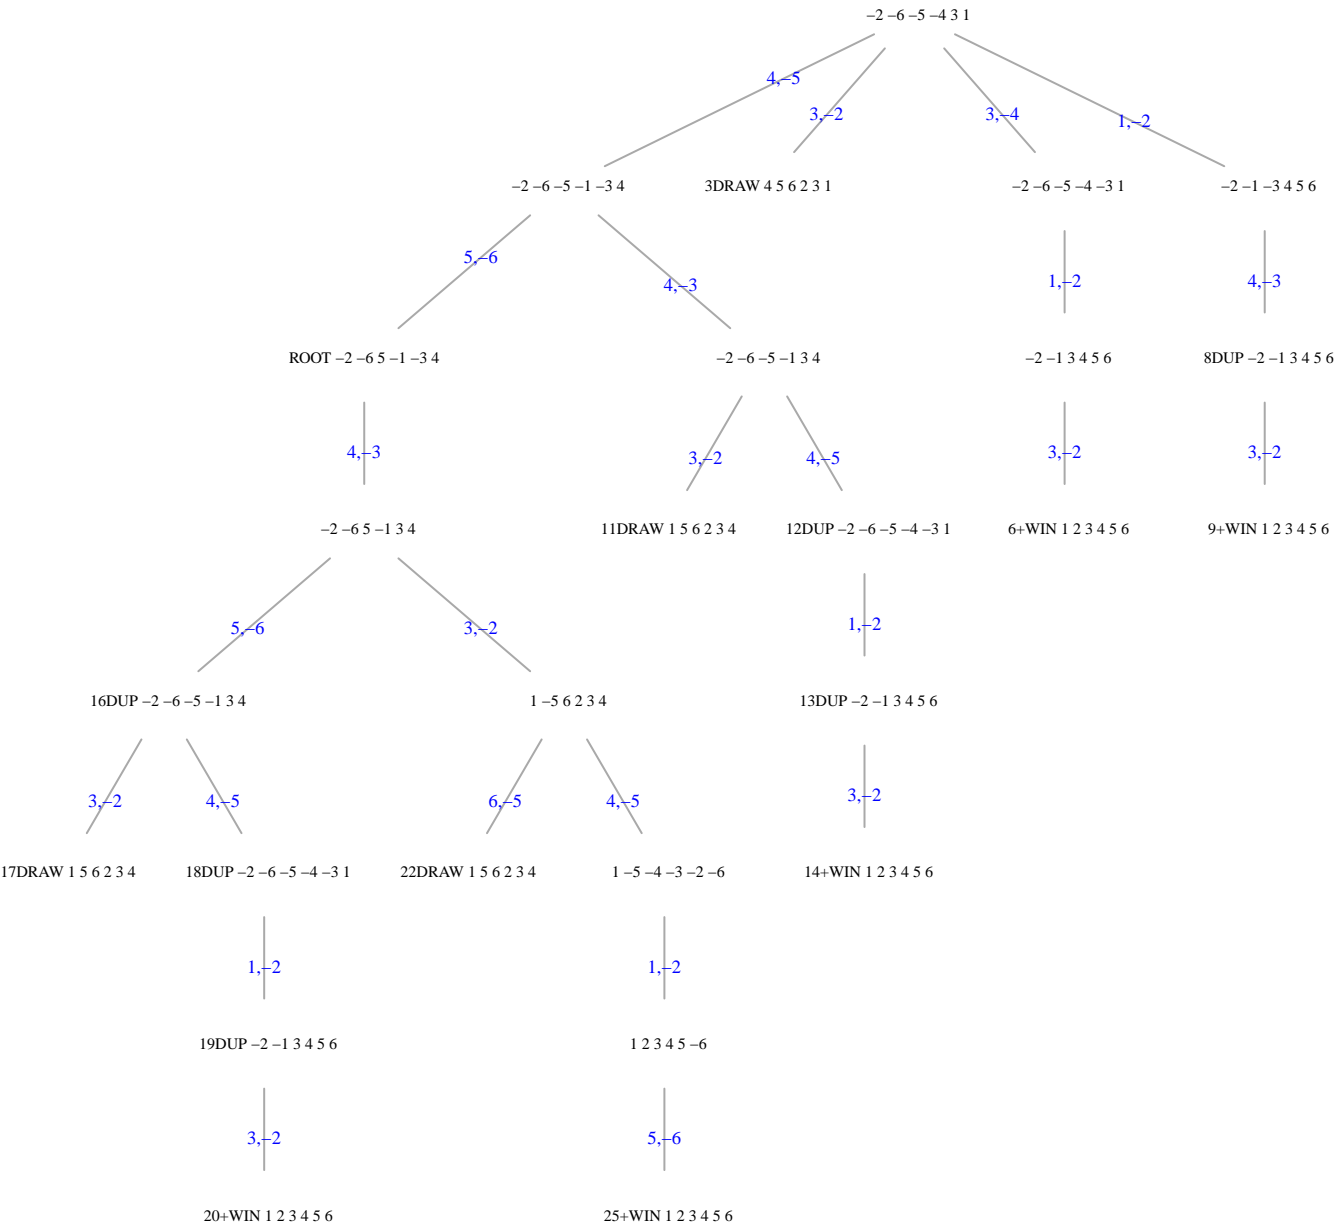 –2 –6 –5 –4 3 1
4,–5 3,–2 3,–4 1,–2
–2 –6 –5 –1 –3 4 3DRAW 4 5 6 2 3 1 –2 –6 –5 –4 –3 1 –2 –1 –3 4 5 6
5,–6 4,–3 1,–2 4,–3
ROOT –2 –6 5 –1 –3 4 –2 –6 –5 –1 3 4 –2 –1 3 4 5 6 8DUP –2 –1 3 4 5 6
4,–3 3,–2 4,–5 3,–2 3,–2
–2 –6 5 –1 3 4 11DRAW 1 5 6 2 3 4 12DUP –2 –6 –5 –4 –3 1 6+WIN 1 2 3 4 5 6 9+WIN 1 2 3 4 5 6
5,–6 3,–2 1,–2
16DUP –2 –6 –5 –1 3 4 1 –5 6 2 3 4 13DUP –2 –1 3 4 5 6
3,–2 4,–5 6,–5 4,–5 3,–2
17DRAW 1 5 6 2 3 4 18DUP –2 –6 –5 –4 –3 1 22DRAW 1 5 6 2 3 4 1 –5 –4 –3 –2 –6 14+WIN 1 2 3 4 5 6
1,–2 1,–2
19DUP –2 –1 3 4 5 6 1 2 3 4 5 –6
3,–2 5,–6
20+WIN 1 2 3 4 5 6 25+WIN 1 2 3 4 5 6